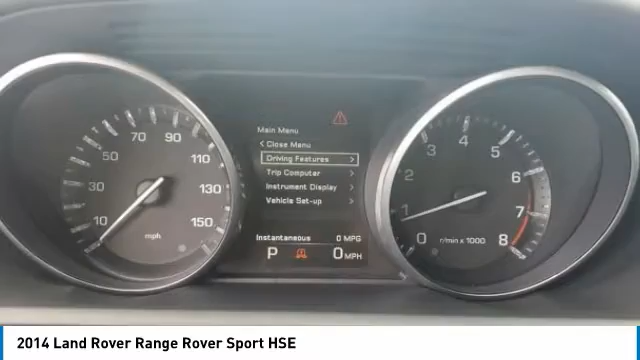 Main Menu
< Close Menu
Driving Features >
Trip Computer >
Instrument Display >
Vehicle Set-up >
Instantaneous 0 MPG
P 0 MPH
10
30
50
70
90
110
130
150
mph
0
1
2
3
4
5
6
7
8
r/min x 1000
2014 Land Rover Range Rover Sport HSE